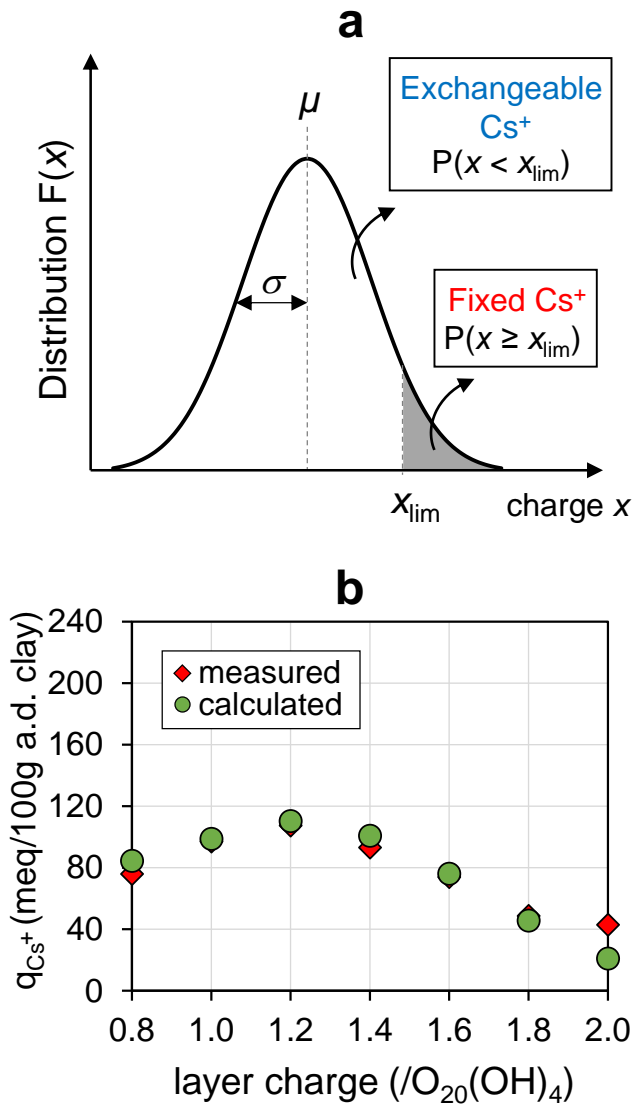 a
Distribution F(x)
μ
σ
Exchangeable
Cs⁺
P(x < xₗᵢₘ)
Fixed Cs⁺
P(x ≥ xₗᵢₘ)
xₗᵢₘ
charge x
b
q_Cs⁺ (meq/100g a.d. clay)
240
200
160
120
80
40
0
measured
calculated
0.8 1.0 1.2 1.4 1.6 1.8 2.0
layer charge (/O₂₀(OH)₄)